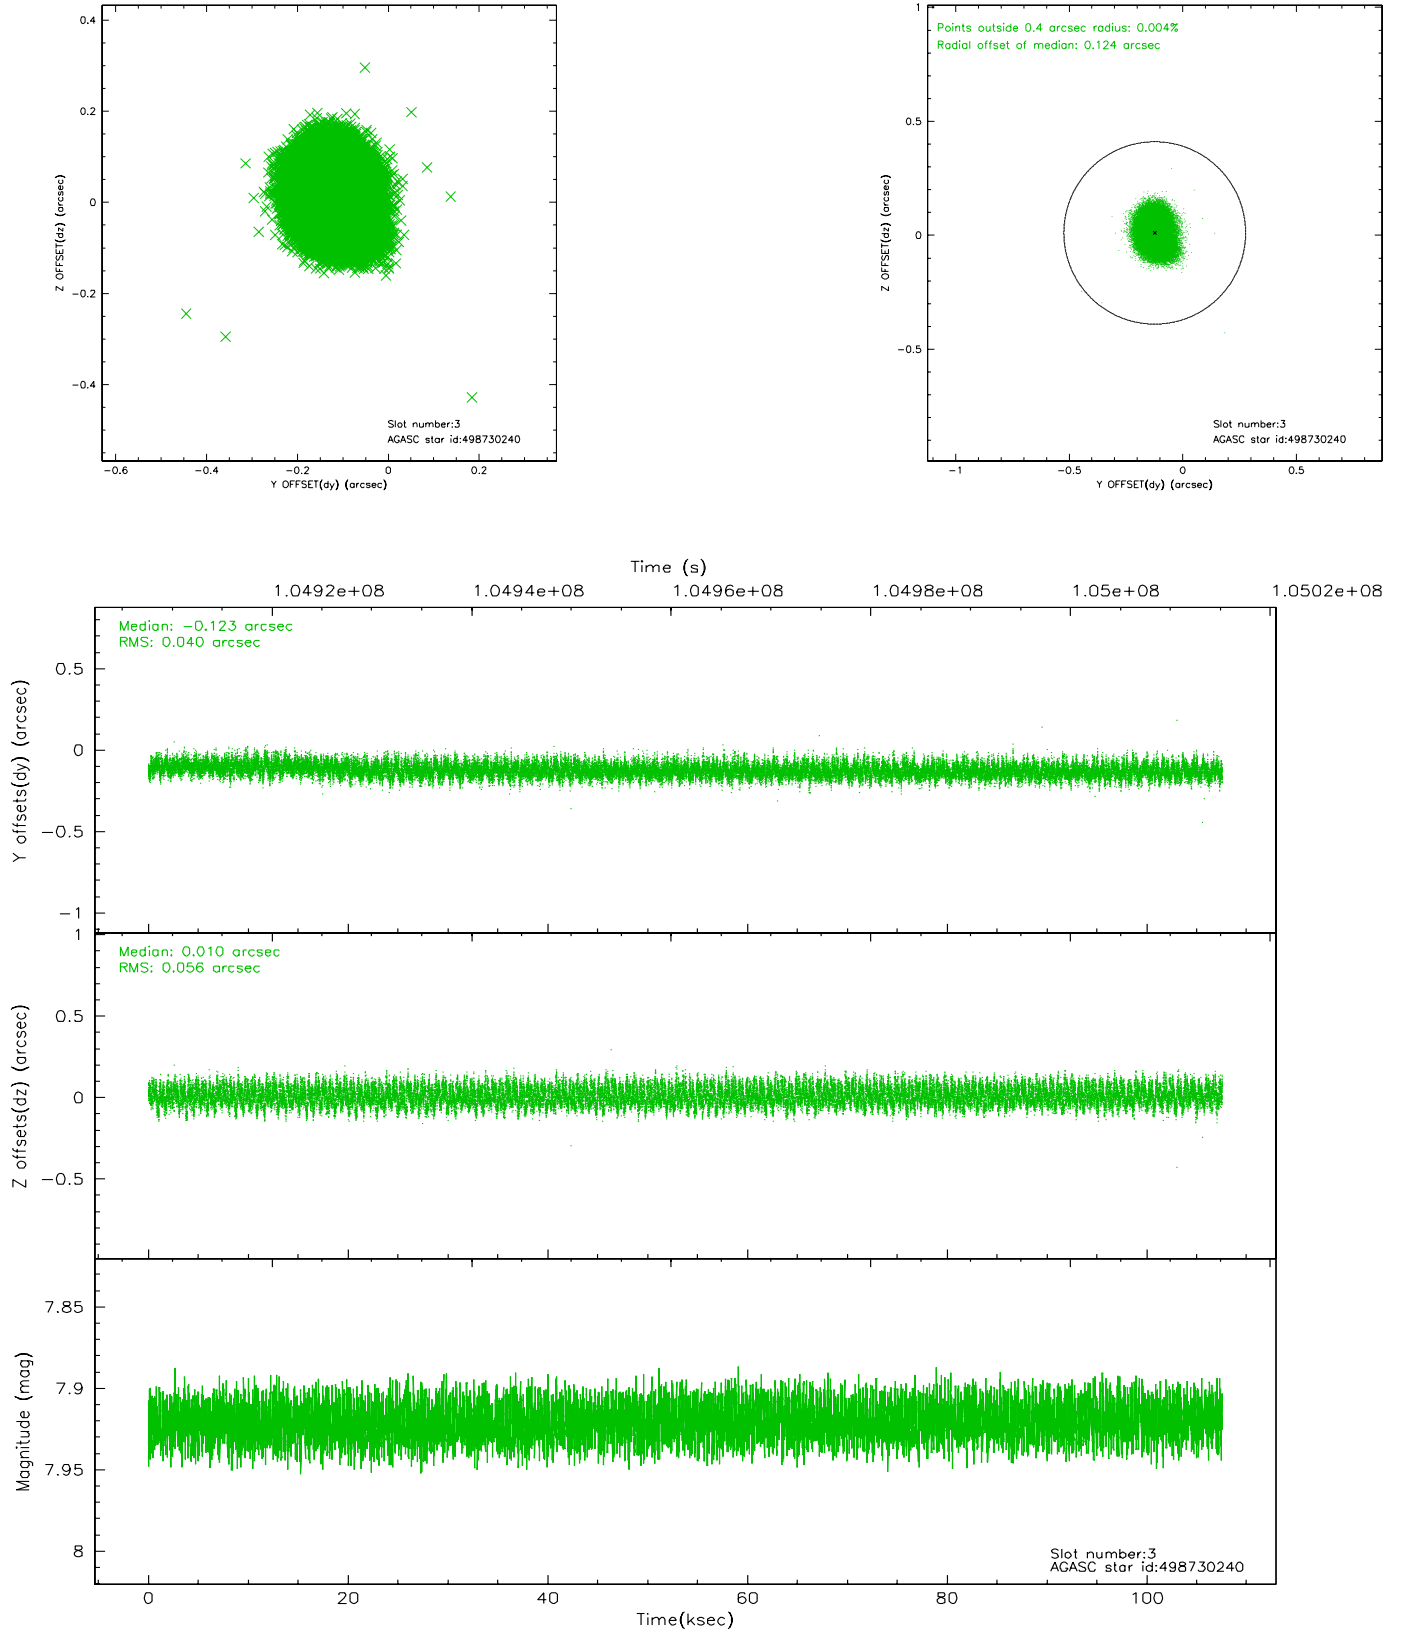 0.4
0.2
0
−0.2
−0.4
Z OFFSET(dz) (arcsec)
Slot number:3
AGASC star id:498730240
−0.6 −0.4 −0.2 0 0.2
Y OFFSET(dy) (arcsec)
Points outside 0.4 arcsec radius: 0.004%
Radial offset of median: 0.124 arcsec
1
0.5
0
−0.5
Z OFFSET(dz) (arcsec)
Slot number:3
AGASC star id:498730240
−1 −0.5 0 0.5
Y OFFSET(dy) (arcsec)
Time (s)
1.0492e+08 1.0494e+08 1.0496e+08 1.0498e+08 1.05e+08 1.0502e+08
Median: −0.123 arcsec
RMS: 0.040 arcsec
0.5
0
−0.5
−1
Y offsets(dy) (arcsec)
Median: 0.010 arcsec
RMS: 0.056 arcsec
1
0.5
0
−0.5
Z offsets(dz) (arcsec)
7.85
7.9
7.95
8
Magnitude (mag)
Slot number:3
AGASC star id:498730240
0 20 40 60 80 100
Time(ksec)